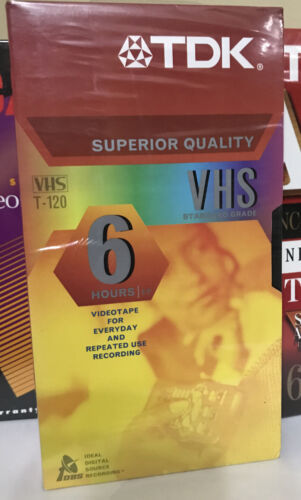 TDK®
SUPERIOR QUALITY
VHS
T-120
VHS
STANDARD GRADE
6
HOURS
VIDEOTAPE
FOR
EVERYDAY
AND
REPEATED USE
RECORDING
IDSR
IDEAL
DIGITAL
SOURCE
RECORDING